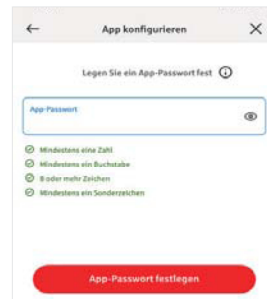 App konfigurieren
Legen Sie ein App-Passwort fest
App-Passwort
Mindestens eine Zahl
Mindestens ein Buchstabe
8 oder mehr Zeichen
Mindestens ein Sonderzeichen
App-Passwort festlegen